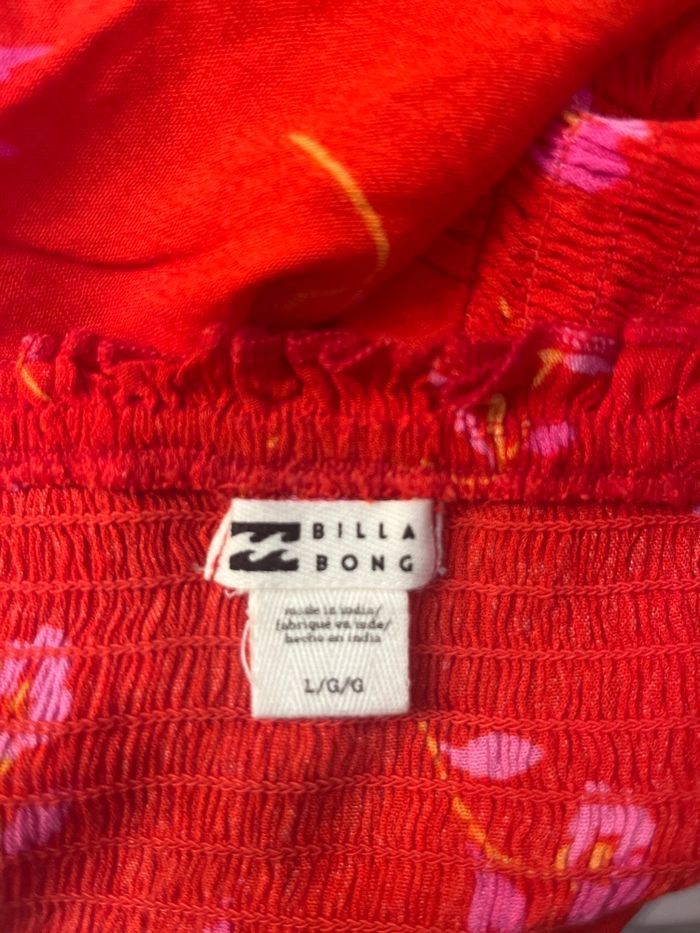 BILLA
BONG
made in india/
fabriqué en inde/
hecho en india
L/G/G